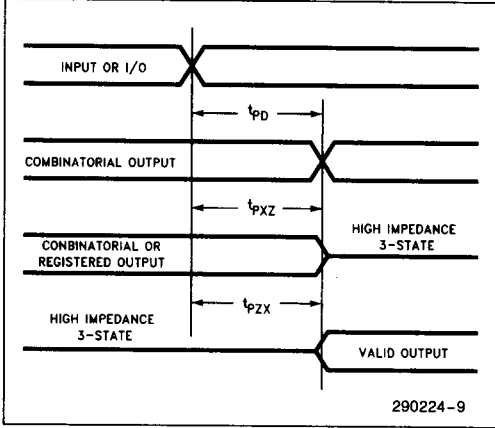 INPUT OR I/O
tPD
COMBINATORIAL OUTPUT
tPXZ
HIGH IMPEDANCE
3-STATE
CONBINATORIAL OR
REGISTERED OUTPUT
tPZX
HIGH IMPEDANCE
3-STATE
VALID OUTPUT
290224-9